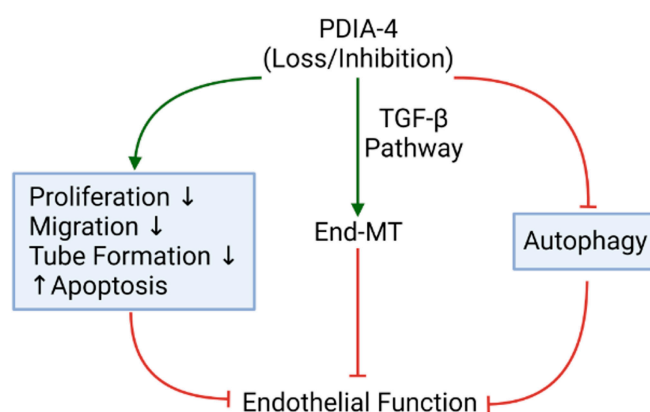 PDIA-4
(Loss/Inhibition)
TGF-β
Pathway
Proliferation ↓
Migration ↓
Tube Formation ↓
↑ Apoptosis
End-MT
Autophagy
Endothelial Function